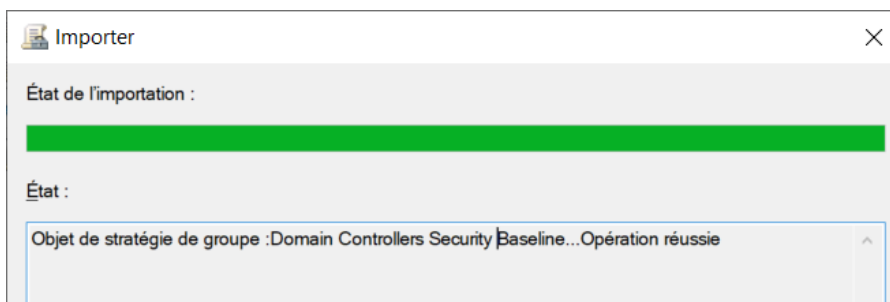 Importer
État de l'importation :
État :
Objet de stratégie de groupe :Domain Controllers Security Baseline...Opération réussie